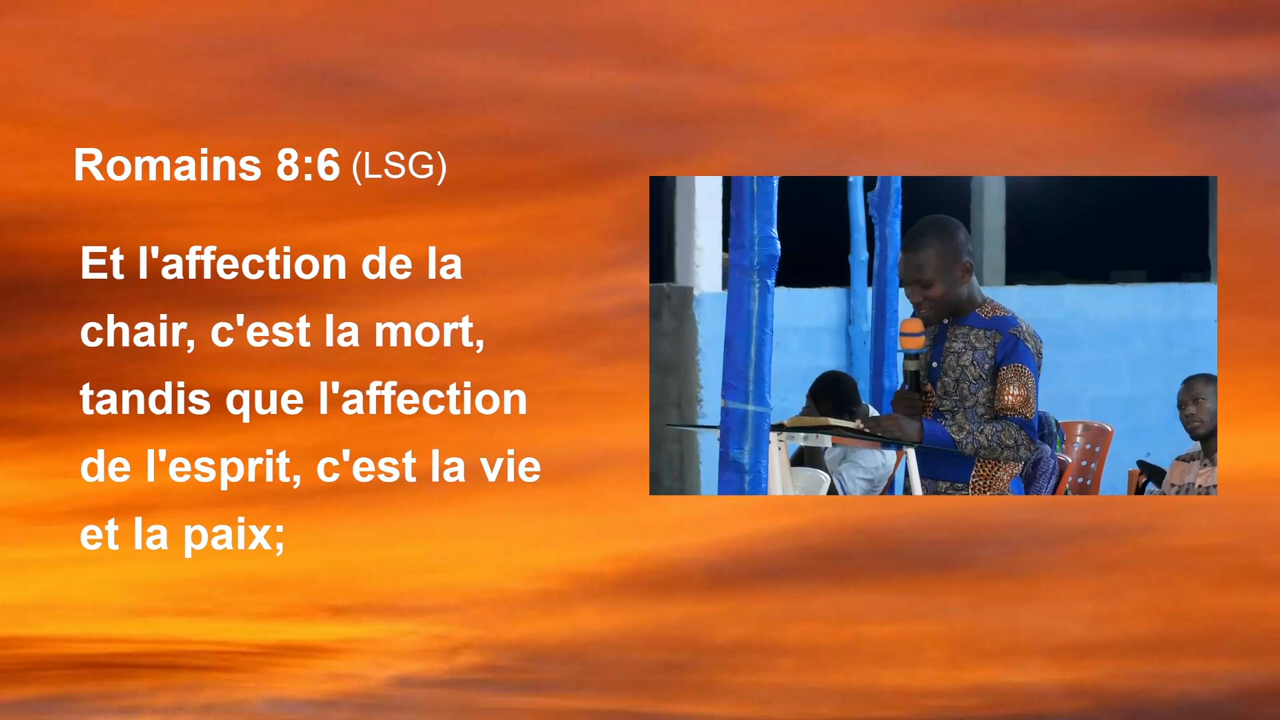 Romains 8:6 (LSG)
Et l'affection de la
chair, c'est la mort,
tandis que l'affection
de l'esprit, c'est la vie
et la paix;